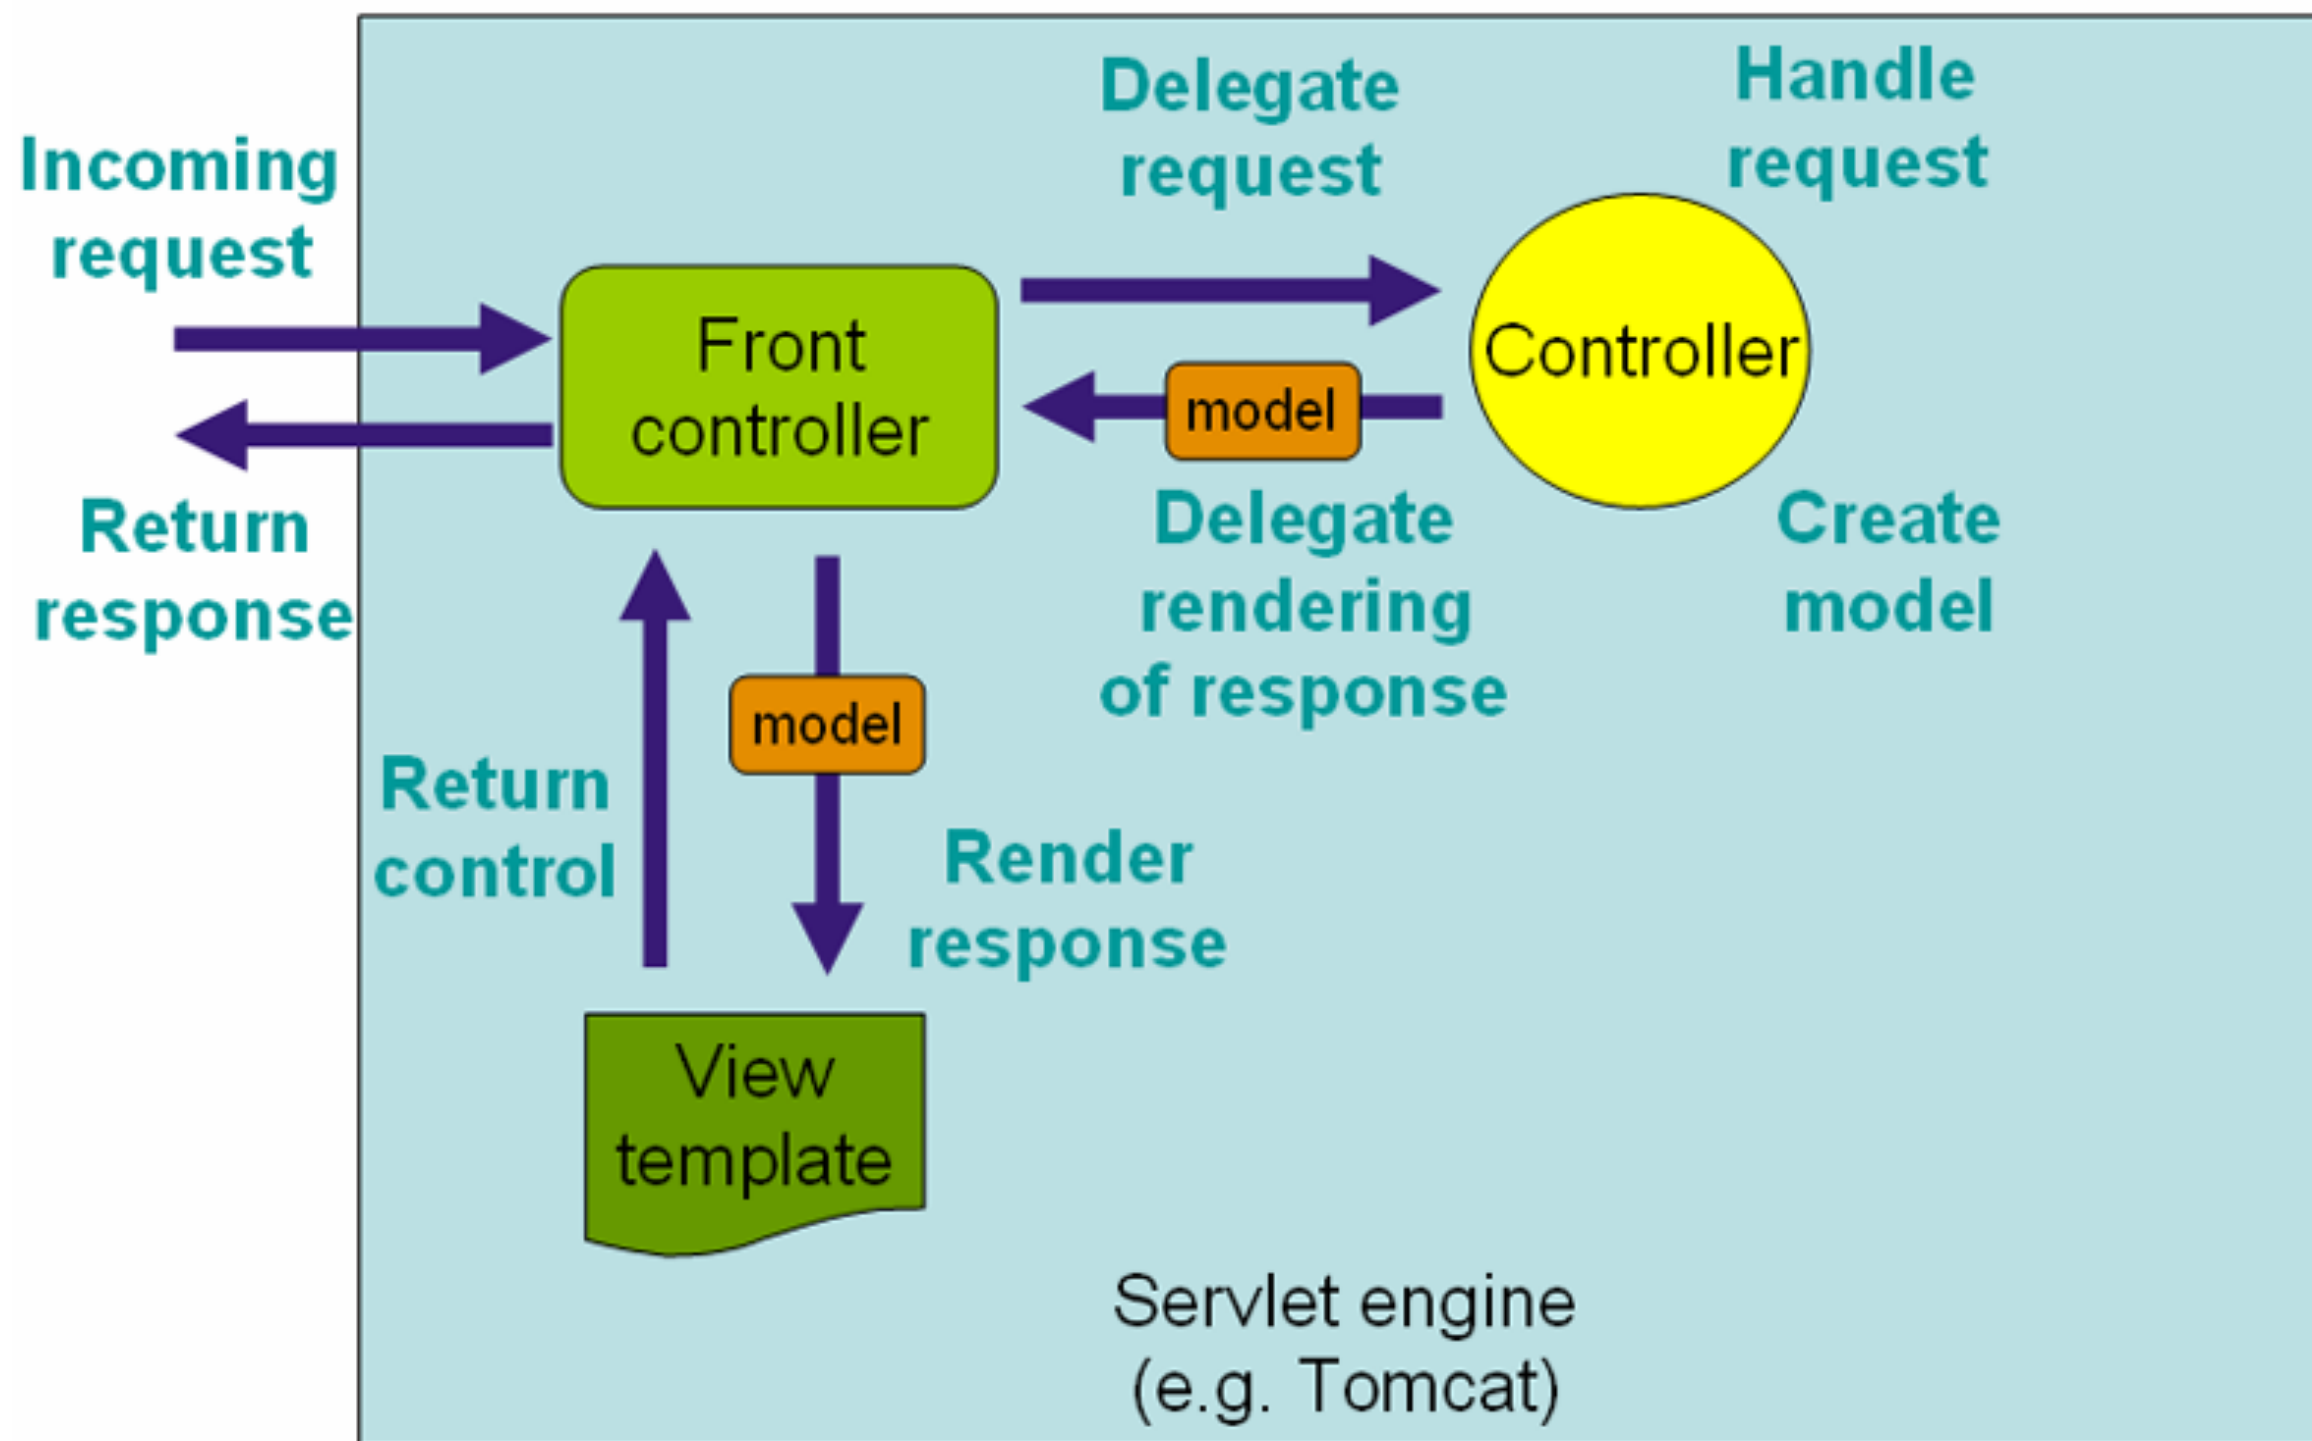 Incoming
request
Delegate
request
Handle
request
Front
controller
Controller
model
Return
response
Delegate
rendering
of response
Create
model
model
Return
control
Render
response
View
template
Servlet engine
(e.g. Tomcat)